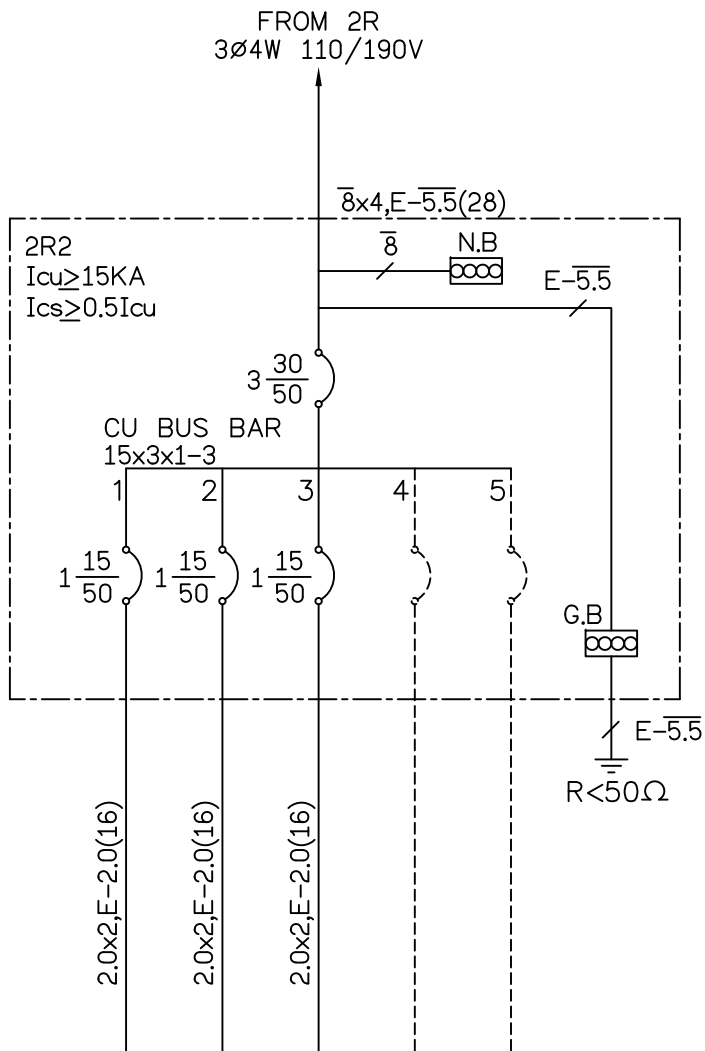 FROM 2R
3Ø4W 110/190V
8̅x4,E-5̅.̅5̅(28)
2R2
Icu≥15KA
Ics≥0.5Icu
8̅
N.B
E-5̅.̅5̅
3 30/50
CU BUS BAR
15x3x1-3
1 2 3 4 5
1 15/50 1 15/50 1 15/50
G.B
E-5̅.̅5̅
R<50Ω
2.0x2,E-2.0(16)
2.0x2,E-2.0(16)
2.0x2,E-2.0(16)